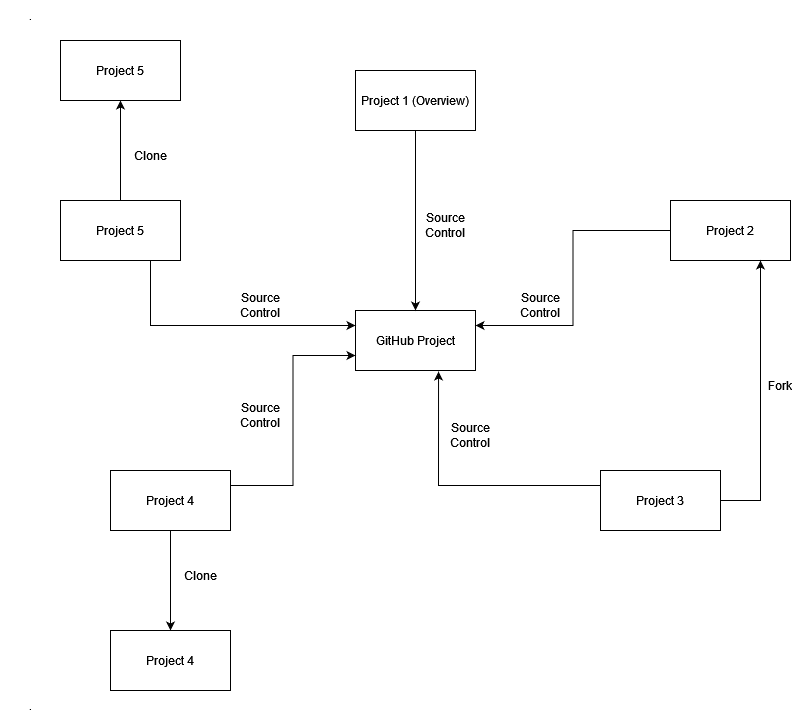 Project 5
Project 1 (Overview)
Clone
Project 5
Source
Control
Project 2
Source
Control
Source
Control
GitHub Project
Fork
Source
Control
Source
Control
Project 4
Project 3
Clone
Project 4